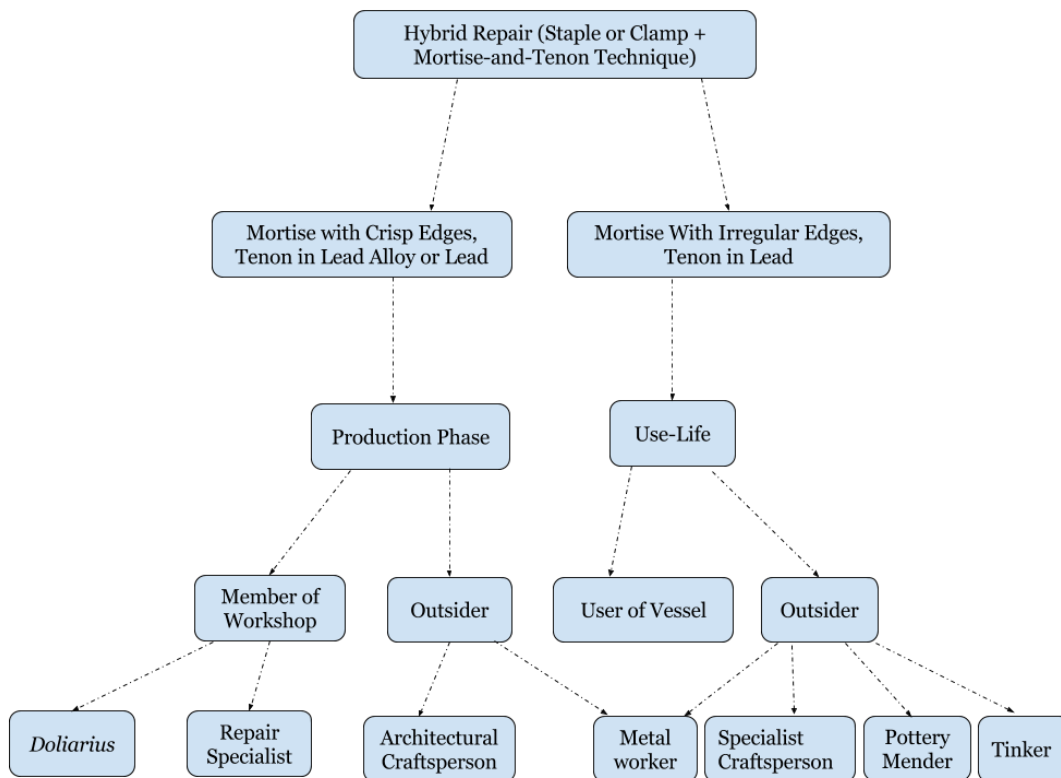 Hybrid Repair (Staple or Clamp +
Mortise-and-Tenon Technique)
Mortise with Crisp Edges,
Tenon in Lead Alloy or Lead
Mortise With Irregular Edges,
Tenon in Lead
Production Phase
Use-Life
Member of
Workshop
Outsider
User of Vessel
Outsider
Doliarius
Repair
Specialist
Architectural
Craftsperson
Metal
worker
Specialist
Craftsperson
Pottery
Mender
Tinker